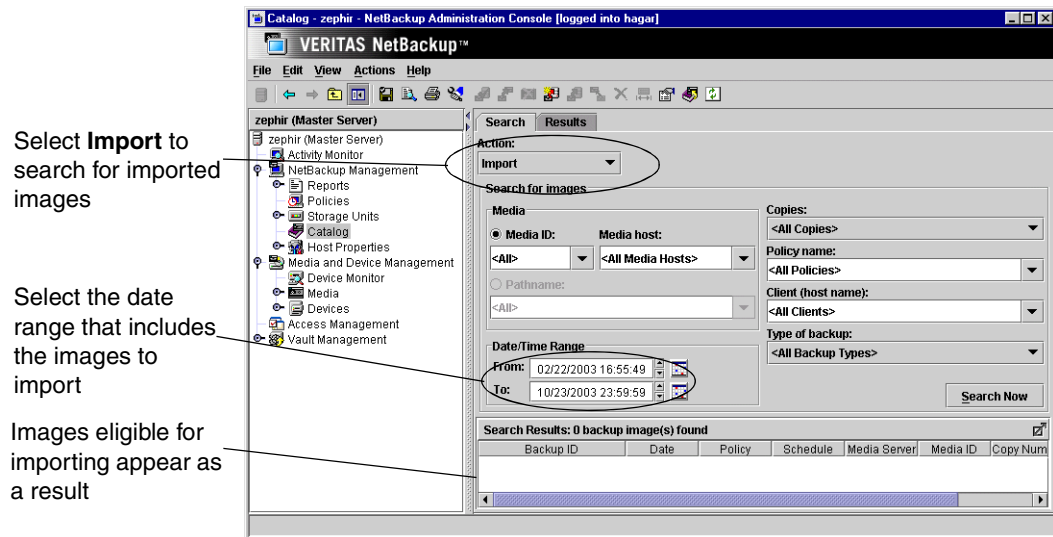 Catalog - zephir - NetBackup Administration Console [logged into hagar]
VERITAS NetBackup™
File Edit View Actions Help
zephir (Master Server)
zephir (Master Server)
Activity Monitor
NetBackup Management
Reports
Policies
Storage Units
Catalog
Host Properties
Media and Device Management
Device Monitor
Media
Devices
Access Management
Vault Management
Select Import to
search for imported
images
Select the date
range that includes
the images to
import
Images eligible for
importing appear as
a result
Search Results
Action:
Import
Search for images
Media
Media ID: Media host:
<All> <All Media Hosts>
Pathname:
<All>
Date/Time Range
From: 02/22/2003 16:55:49
To: 10/23/2003 23:59:59
Copies:
<All Copies>
Policy name:
<All Policies>
Client (host name):
<All Clients>
Type of backup:
<All Backup Types>
Search Now
Search Results: 0 backup image(s) found
Backup ID Date Policy Schedule Media Server Media ID Copy Num